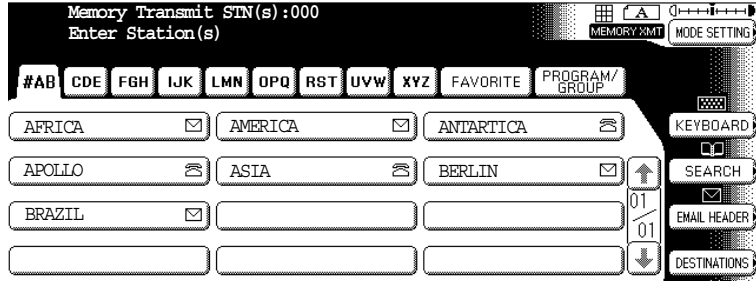 Memory Transmit STN(s):000
Enter Station(s)
A
MEMORY XMT
MODE SETTING
#AB CDE FGH IJK LMN OPQ RST UVW XYZ FAVORITE PROGRAM/
GROUP
KEYBOARD
AFRICA AMERICA ANTARTICA
APOLLO ASIA BERLIN
SEARCH
BRAZIL
01
01
EMAIL HEADER
DESTINATIONS